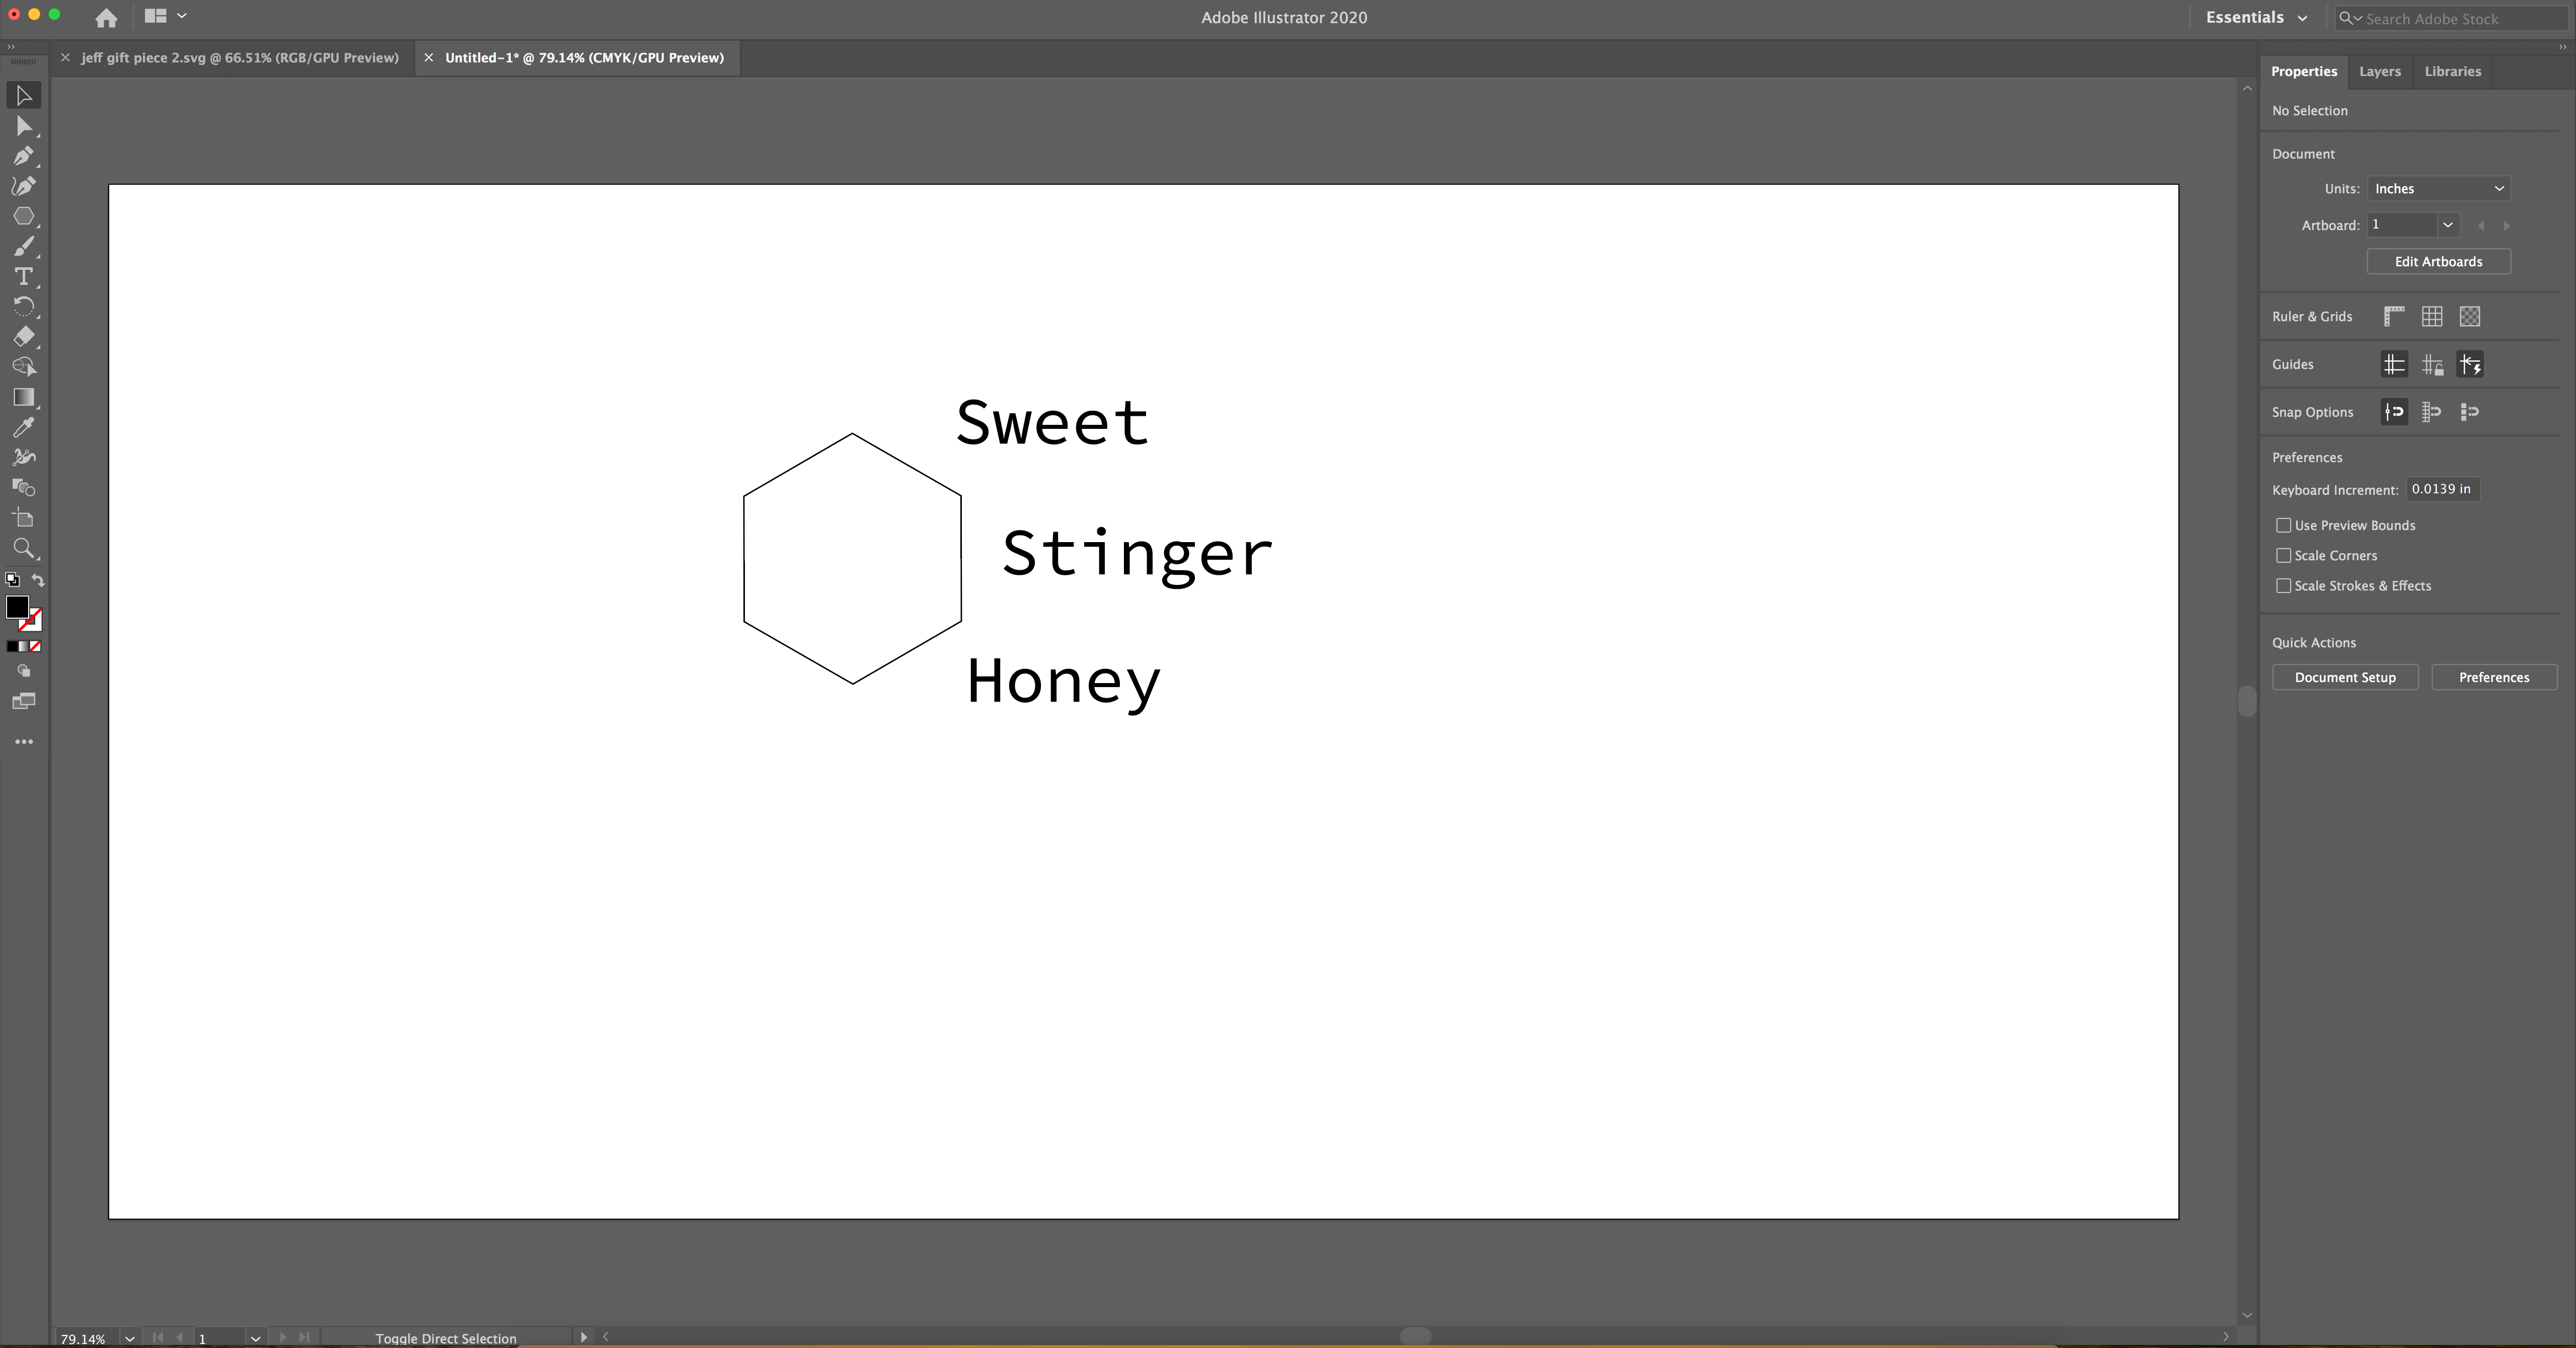 Adobe Illustrator 2020
Essentials
Search Adobe Stock
jeff gift piece 2.svg @ 66.51% (RGB/GPU Preview)
Untitled-1* @ 79.14% (CMYK/GPU Preview)
Properties
Layers
Libraries
No Selection
Document
Units:
Inches
Artboard:
1
Edit Artboards
Ruler & Grids
Guides
Snap Options
Preferences
Keyboard Increment:
0.0139 in
Use Preview Bounds
Scale Corners
Scale Strokes & Effects
Quick Actions
Document Setup
Preferences
Sweet
Stinger
Honey
79.14%
1
Toggle Direct Selection